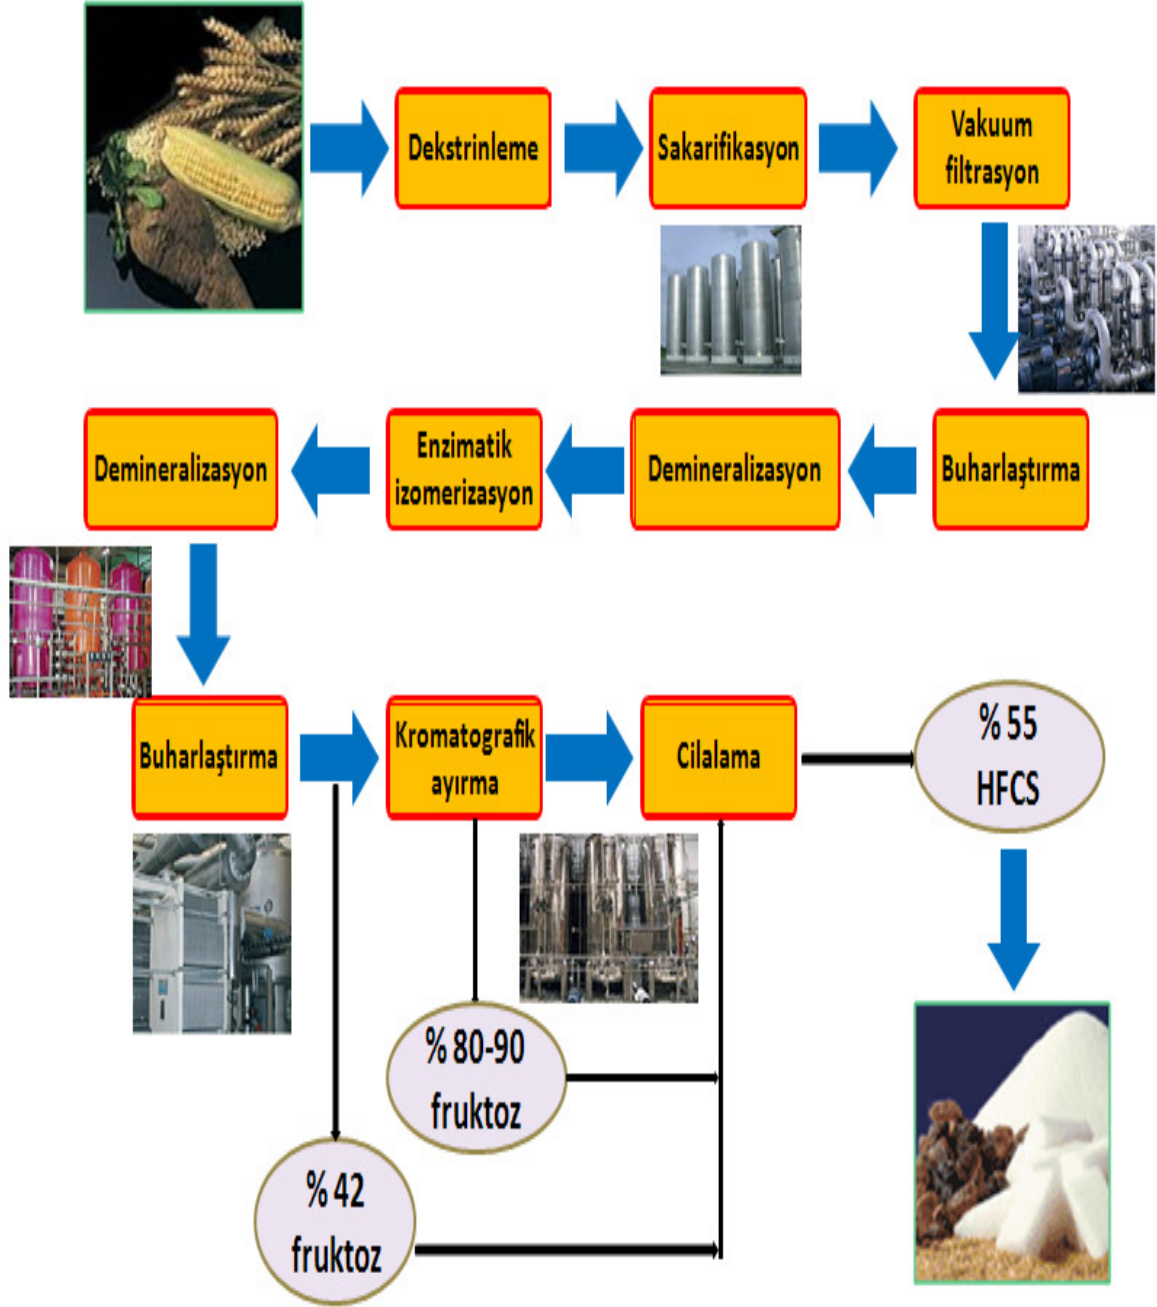 Dekstrinleme
Sakarifikasyon
Vakuum
filtrasyon
Buharlaştırma
Demineralizasyon
Enzimatik
izomerizasyon
Demineralizasyon
Buharlaştırma
Kromatografik
ayırma
Cilalama
% 55
HFCS
% 80-90
fruktoz
% 42
fruktoz